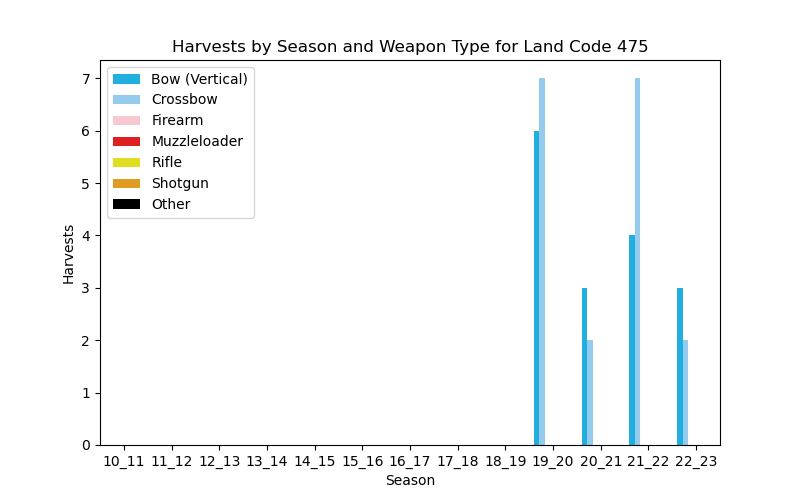 Harvests by Season and Weapon Type for Land Code 475
Bow (Vertical)
Crossbow
Firearm
Muzzleloader
Rifle
Shotgun
Other
7
6
5
4
3
2
1
0
Harvests
10_11 11_12 12_13 13_14 14_15 15_16 16_17 17_18 18_19 19_20 20_21 21_22 22_23
Season